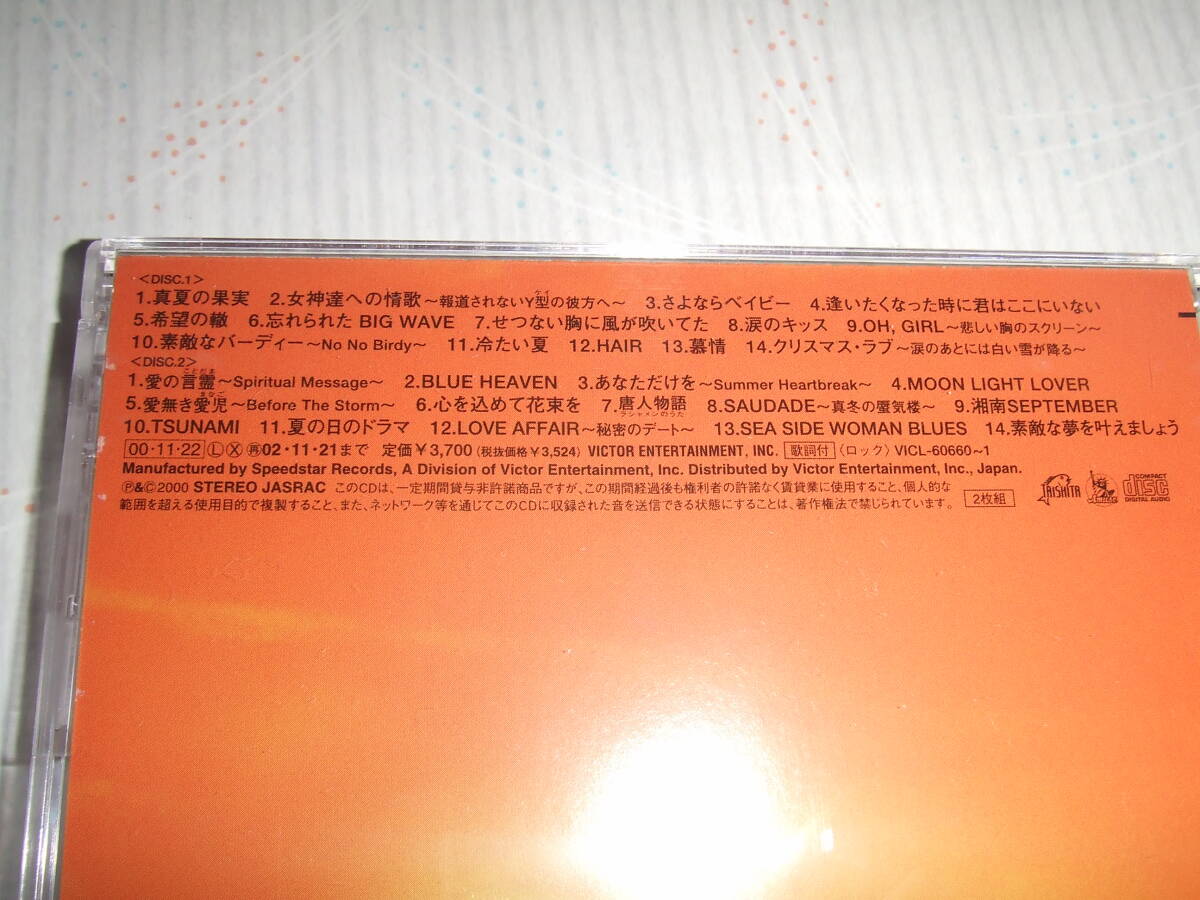 <DISC.1>
1.真夏の果実 2.女神達への情歌～報道されないY型の彼方へ～ 3.さよならベイビー 4.逢いたくなった時に君はここにいない
5.希望の轍 6.忘れられた BIG WAVE 7.せつない胸に風が吹いてた 8.涙のキッス 9.OH, GIRL～悲しい胸のスクリーン～
10.素敵なバーディー～No No Birdy～ 11.冷たい夏 12.HAIR 13.慕情 14.クリスマス・ラブ～涙のあとには白い雪が降る～
<DISC.2>
1.愛の言霊～Spiritual Message～ 2.BLUE HEAVEN 3.あなただけを～Summer Heartbreak～ 4.MOON LIGHT LOVER
5.愛無き愛児～Before The Storm～ 6.心を込めて花束を 7.唐人物語 8.SAUDADE～真冬の蜃気楼～ 9.湘南SEPTEMBER
10.TSUNAMI 11.夏の日のドラマ 12.LOVE AFFAIR～秘密のデート～ 13.SEA SIDE WOMAN BLUES 14.素敵な夢を叶えましょう
00・11・22 Ⓛ Ⓧ 再 02・11・21まで 定価￥3,700 (税抜価格￥3,524) VICTOR ENTERTAINMENT, INC. 歌詞付 (ロック) VICL-60660~1
Manufactured by Speedstar Records, A Division of Victor Entertainment, Inc. Distributed by Victor Entertainment, Inc., Japan.
Ⓟ&©2000 STEREO JASRAC このCDは、一定期間貸与非許諾商品ですが、この期間経過後も権利者の許諾なく賃貸業に使用すること、個人的な
範囲を超える使用目的で複製すること、また、ネットワーク等を通じてこのCDに収録された音を送信できる状態にすることは、著作権法で禁じられています。 2枚組
TAISHITA
COMPACT disc DIGITAL AUDIO